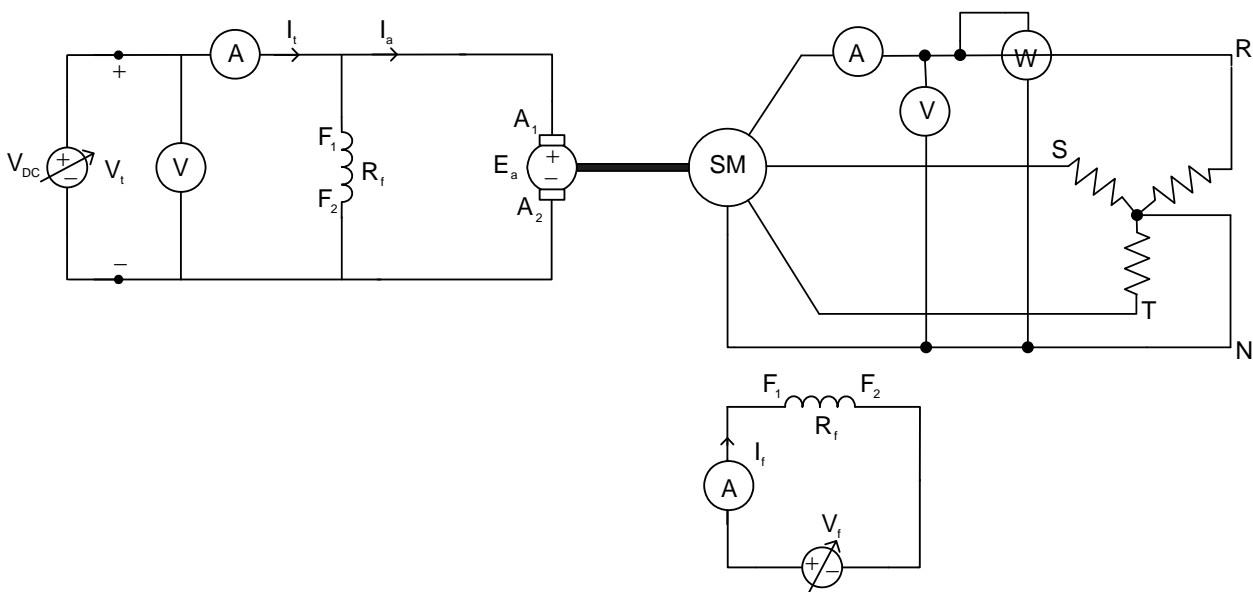 I_t
I_a
A
A
W
R
+
V
A_1
F_1
V_DC
+
−
V_t
V
R_f
E_a
+
−
SM
S
F_2
A_2
−
T
N
F_1
F_2
R_f
I_f
A
V_f
+
−